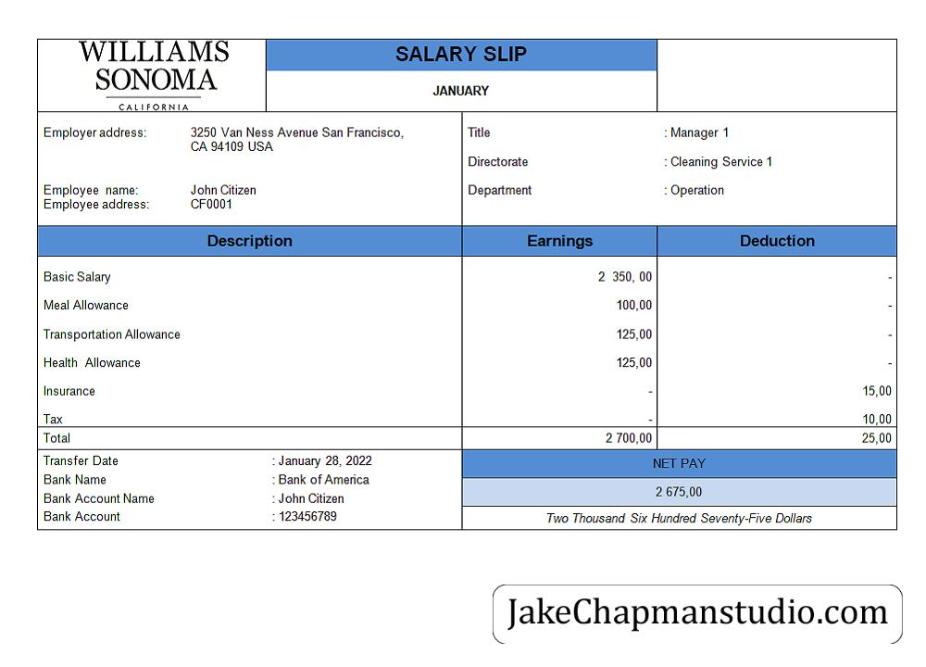 WILLIAMS
SONOMA
CALIFORNIA
SALARY SLIP
JANUARY
Employer address: 3250 Van Ness Avenue San Francisco,
CA 94109 USA
Employee name: John Citizen
Employee address: CF0001
Title : Manager 1
Directorate : Cleaning Service 1
Department : Operation
Description Earnings Deduction
Basic Salary 2 350, 00 -
Meal Allowance 100,00 -
Transportation Allowance 125,00 -
Health Allowance 125,00 -
Insurance - 15,00
Tax - 10,00
Total 2 700,00 25,00
Transfer Date : January 28, 2022
Bank Name : Bank of America
Bank Account Name : John Citizen
Bank Account : 123456789
NET PAY
2 675,00
Two Thousand Six Hundred Seventy-Five Dollars
JakeChapmanstudio.com